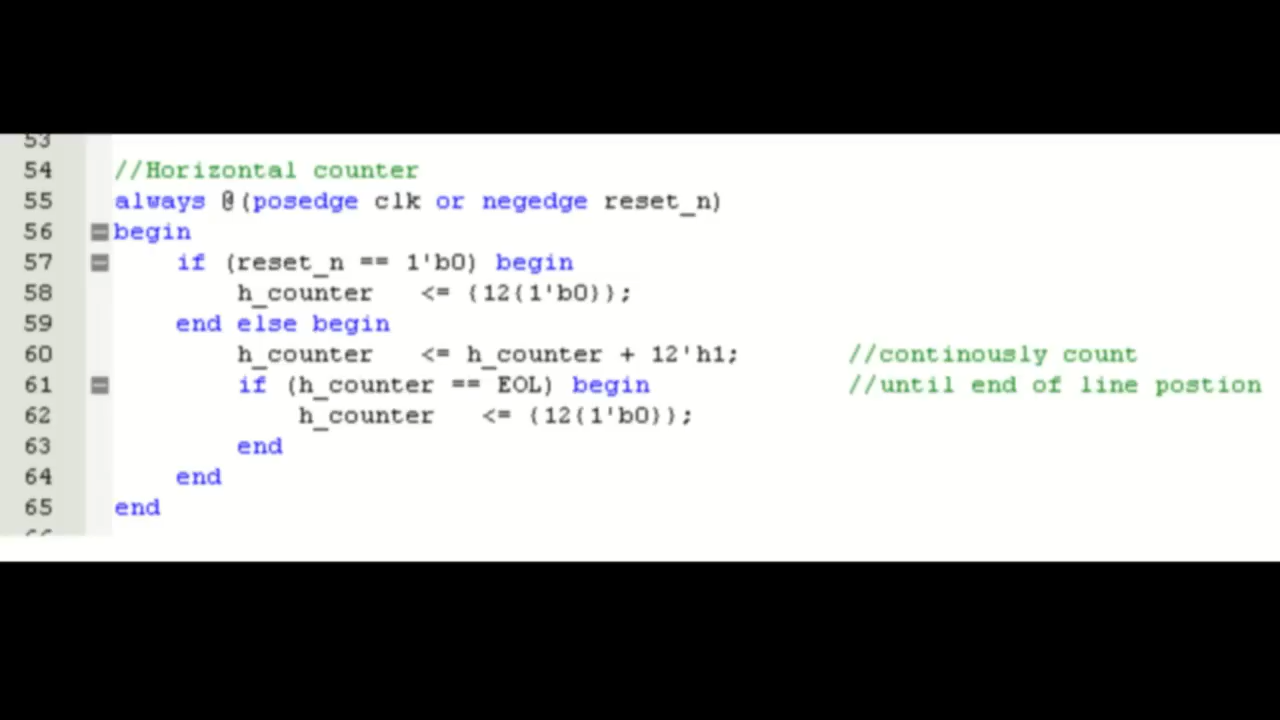 53
54 //Horizontal counter
55 always @(posedge clk or negedge reset_n)
56 begin
57 if (reset_n == 1'b0) begin
58 h_counter <= {12{1'b0}};
59 end else begin
60 h_counter <= h_counter + 12'h1; //continously count
61 if (h_counter == EOL) begin //until end of line postion
62 h_counter <= {12{1'b0}};
63 end
64 end
65 end